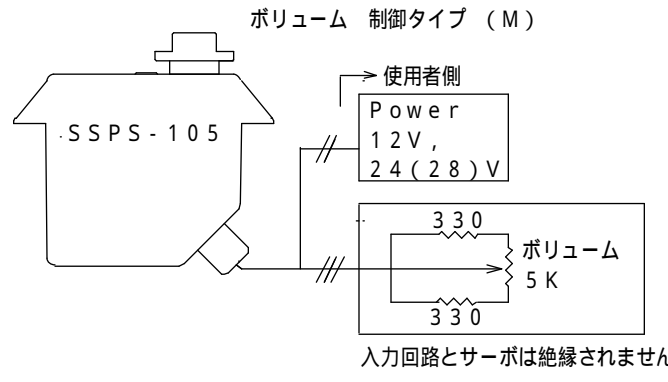 ボリューム 制御タイプ (M)
使用者側
SSPS-105
Power
12V,
24(28)V
330
ボリューム
5K
330
入力回路とサーボは絶縁されません